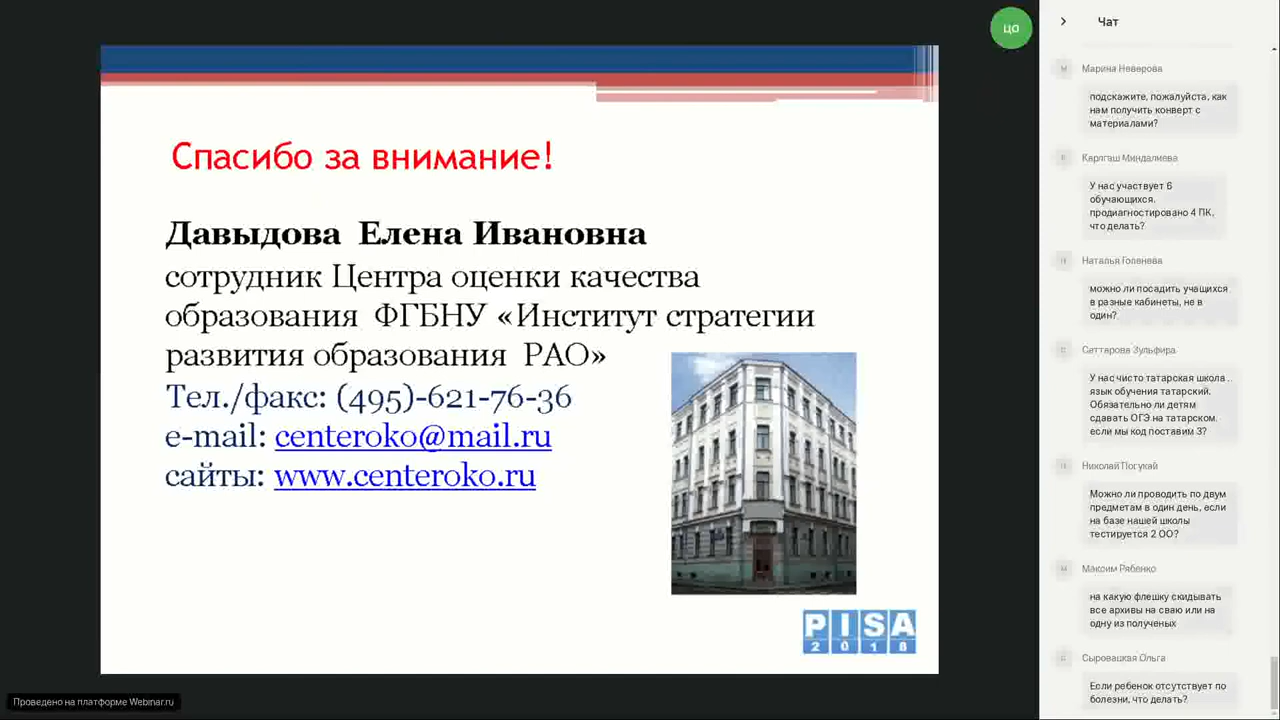 ЦО
Спасибо за внимание!
Давыдова Елена Ивановна
сотрудник Центра оценки качества
образования ФГБНУ «Институт стратегии
развития образования РАО»
Тел./факс: (495)-621-76-36
e-mail: centeroko@mail.ru
сайты: www.centeroko.ru
PISA
2018
Проведено на платформе Webinar.ru
Чат
М
Марина Неверова
подскажите, пожалуйста, как
нам получить конверт с
материалами?
К
Карлгаш Миндалиева
У нас участвует 6
обучающихся,
продиагностировано 4 ПК,
что делать?
Н
Наталья Голенева
можно ли посадить учащихся
в разные кабинеты, не в
один?
С
Саттарова Зульфира
У нас чисто татарская школа..
язык обучения татарский.
Обязательно ли детям
сдавать ОГЭ на татарском,
если мы код поставим 3?
Н
Николай Погукай
Можно ли проводить по двум
предметам в один день, если
на базе нашей школы
тестируется 2 ОО?
М
Максим Рябенко
на какую флешку скидывать
все архивы на сваю или на
одну из полученых
С
Сыровацкая Ольга
Если ребенок отсутствует по
болезни, что делать?